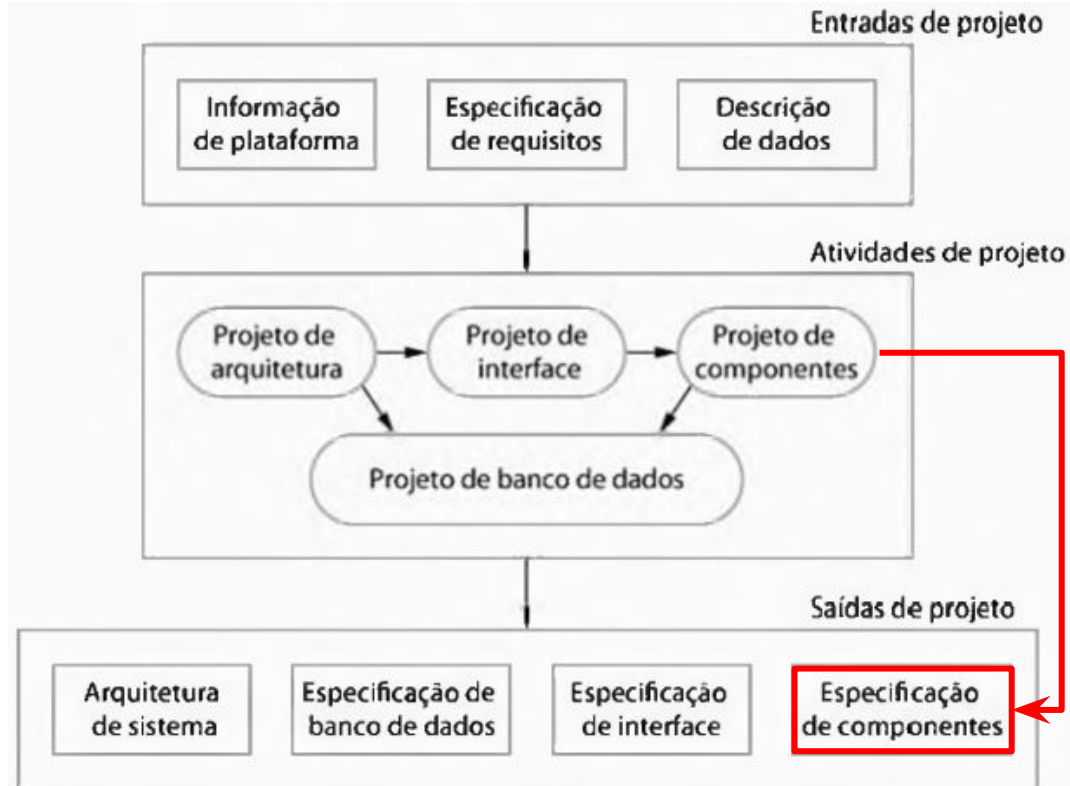 Entradas de projeto
Informação
de plataforma
Especificação
de requisitos
Descrição
de dados
Atividades de projeto
Projeto de
arquitetura
Projeto de
interface
Projeto de
componentes
Projeto de banco de dados
Saídas de projeto
Arquitetura
de sistema
Especificação de
banco de dados
Especificação
de interface
Especificação
de componentes